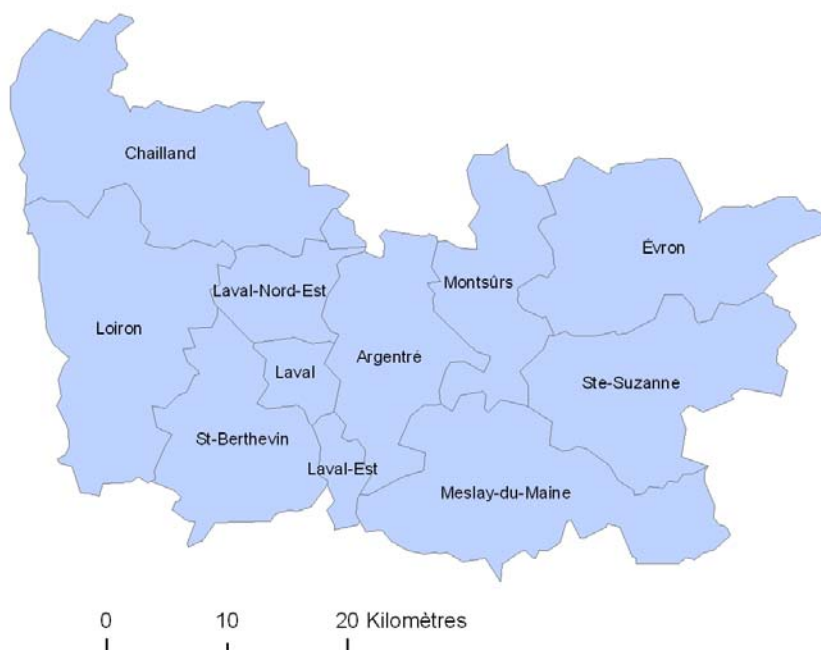 Chailland
Évron
Montsûrs
Laval-Nord-Est
Loiron
Argentré
Laval
Ste-Suzanne
St-Berthevin
Laval-Est
Meslay-du-Maine
0 10 20 Kilomètres